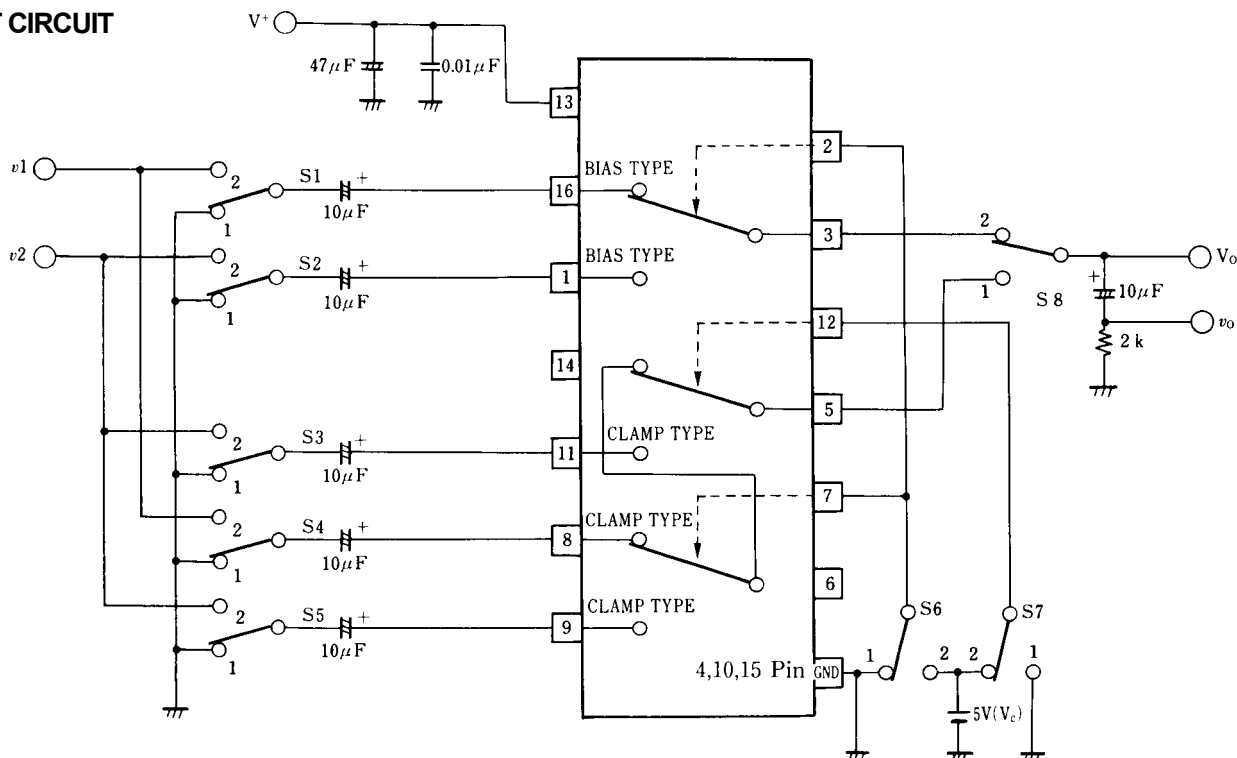 T CIRCUIT
V+
47μF
0.01μF
13
2
v1
2
S1
+
BIAS TYPE
16
10μF
1
3
2
Vo
v2
2
S2
+
BIAS TYPE
1
10μF
1
1
S 8
+
10μF
12
vo
2 k
14
5
2
S3
+
CLAMP TYPE
11
10μF
1
7
2
S4
+
CLAMP TYPE
8
10μF
1
6
2
S5
+
CLAMP TYPE
9
10μF
1
S6
S7
4,10,15 Pin
GND
1
2
2
1
5V(Vc)